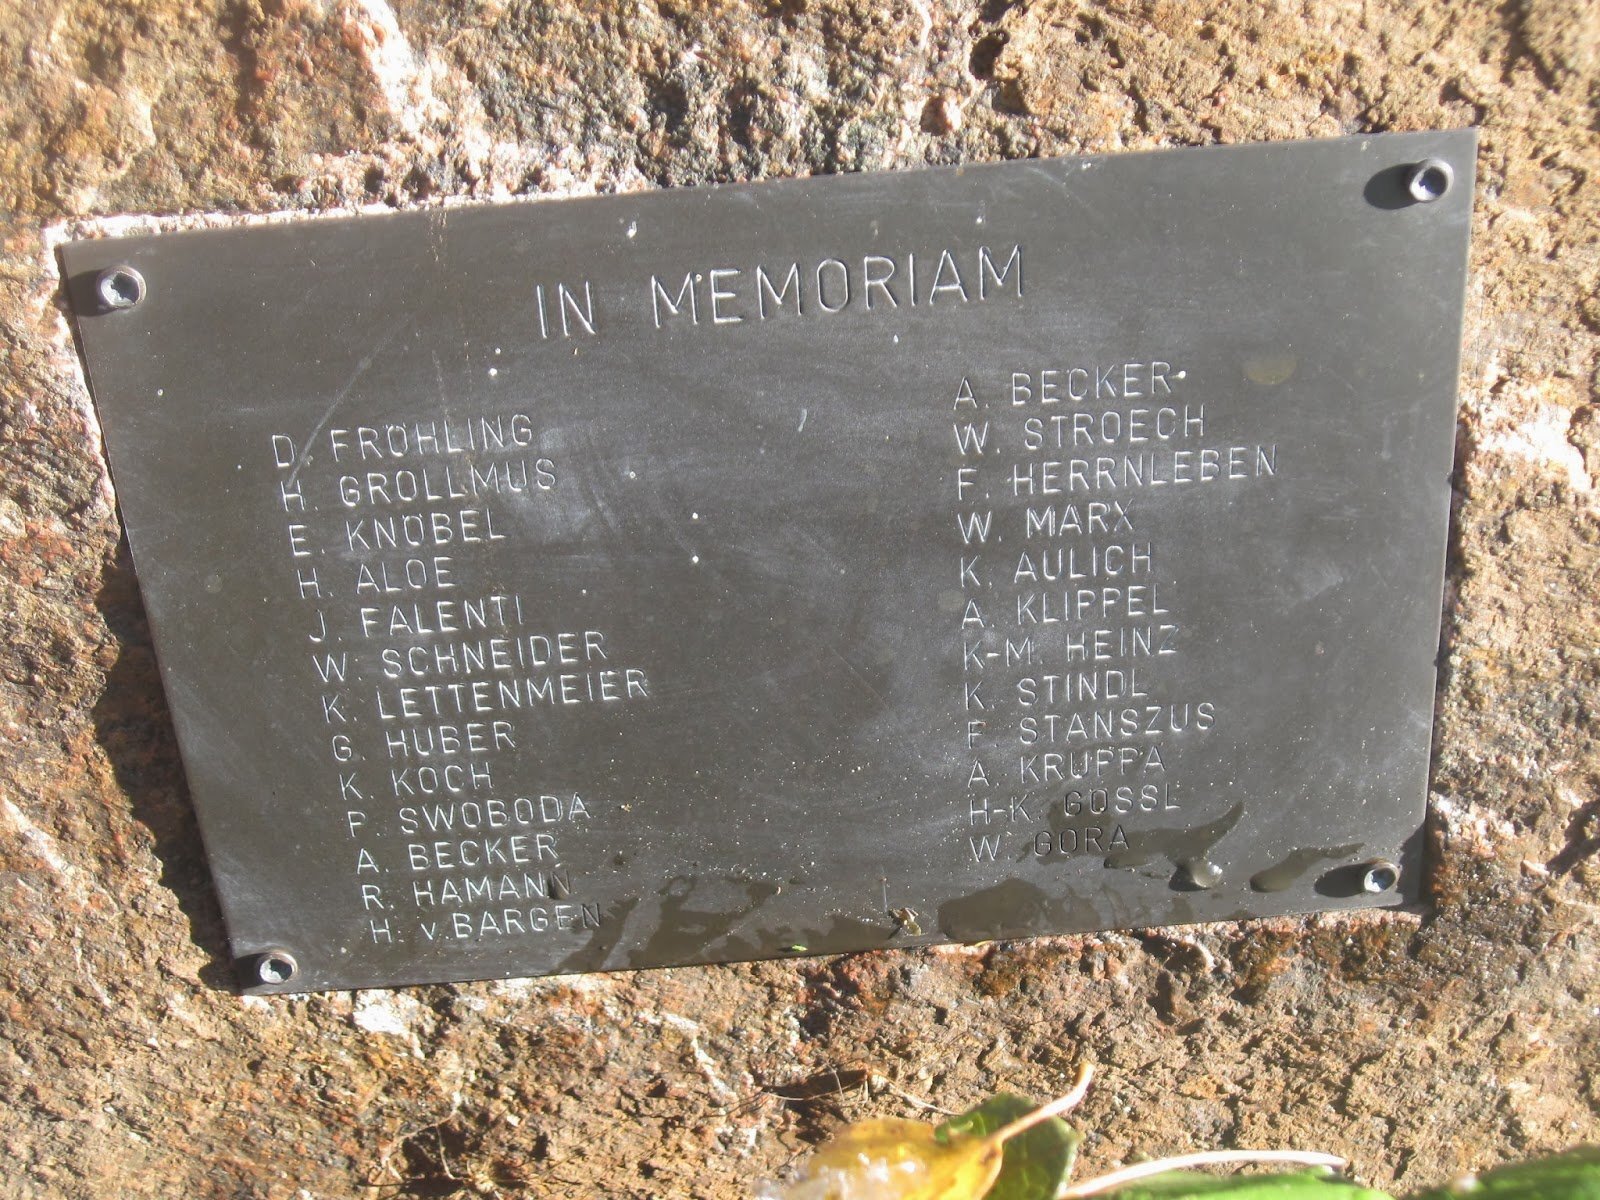 IN MEMORIAM
D. FRÖHLING
H. GROLLMUS
E. KNÖBEL
H. ALOE
J. FALENTI
W. SCHNEIDER
K. LETTENMEIER
G. HUBER
K. KOCH
P. SWOBODA
A. BECKER
R. HAMANN
H. v.BARGEN
A. BECKER
W. STROECH
F. HERRNLEBEN
W. MARX
K. AULICH
A. KLIPPEL
K-M. HEINZ
K. STINDL
F. STANSZUS
A. KRUPPA
H-K. GÖSSL
W. GORA